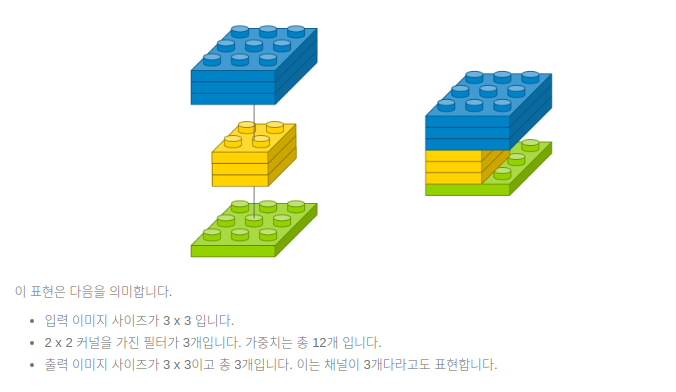 이 표현은 다음을 의미합니다.
• 입력 이미지 사이즈가 3 x 3 입니다.
• 2 x 2 커널을 가진 필터가 3개입니다. 가중치는 총 12개 입니다.
• 출력 이미지 사이즈가 3 x 3이고 총 3개입니다. 이는 채널이 3개다라고도 표현합니다.